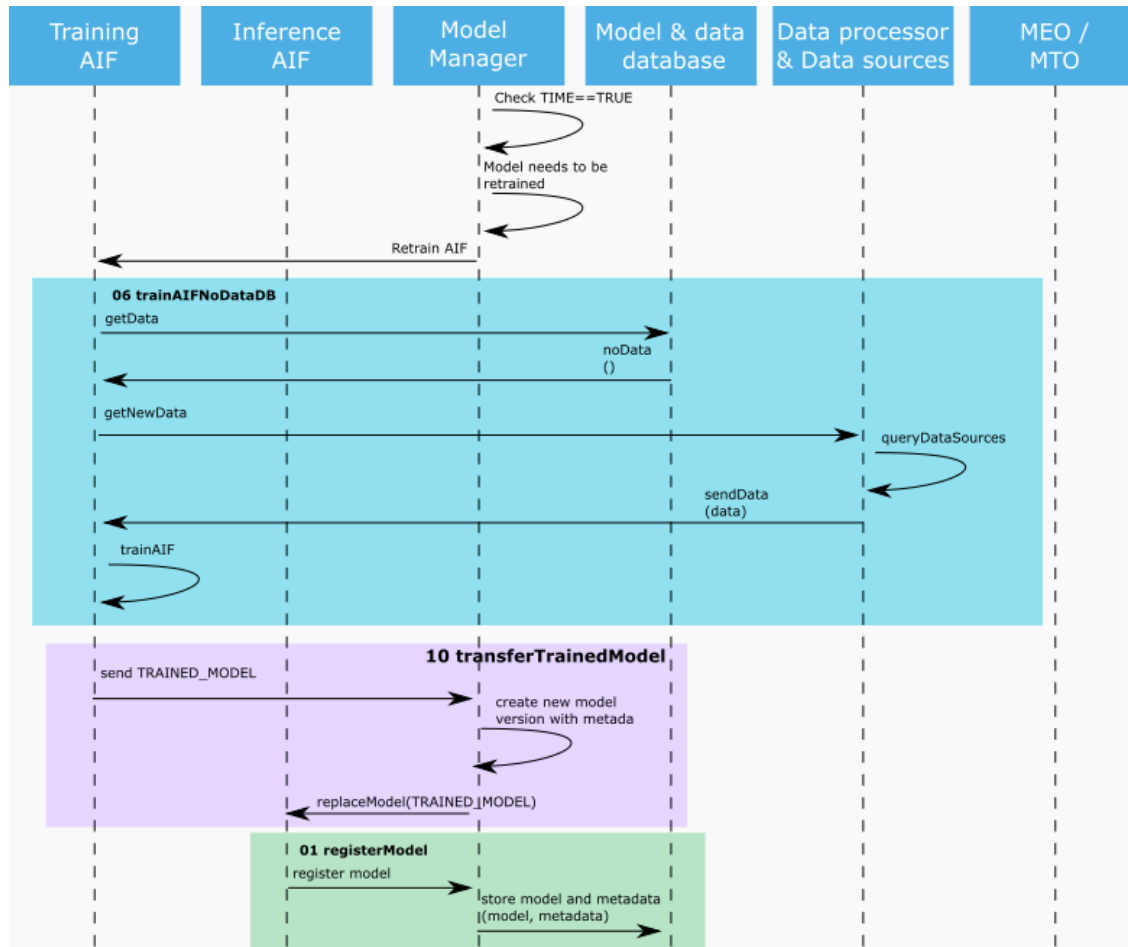 Training
AIF
Inference
AIF
Model
Manager
Model & data
database
Data processor
& Data sources
MEO /
MTO
Check TIME==TRUE
Model needs to be
retrained
Retrain AIF
06 trainAIFNoDataDB
getData
noData
()
getNewData
queryDataSources
sendData
(data)
trainAIF
10 transferTrainedModel
send TRAINED_MODEL
create new model
version with metada
replaceModel(TRAINED_MODEL)
01 registerModel
register model
store model and metadata
(model, metadata)